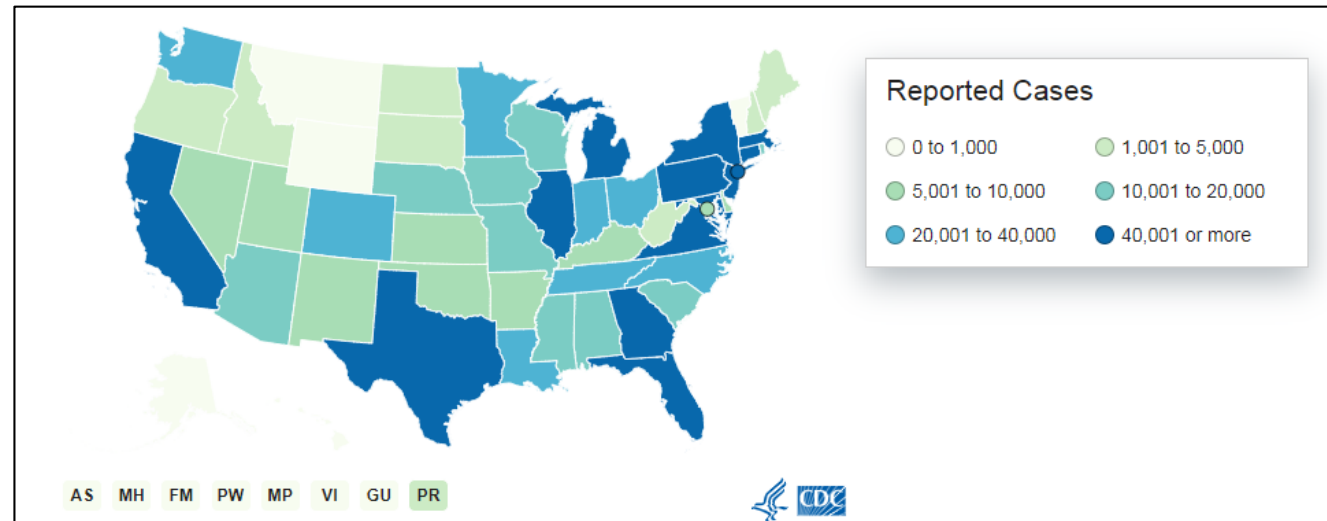 Reported Cases
0 to 1,000
1,001 to 5,000
5,001 to 10,000
10,001 to 20,000
20,001 to 40,000
40,001 or more
AS MH FM PW MP VI GU PR
CDC